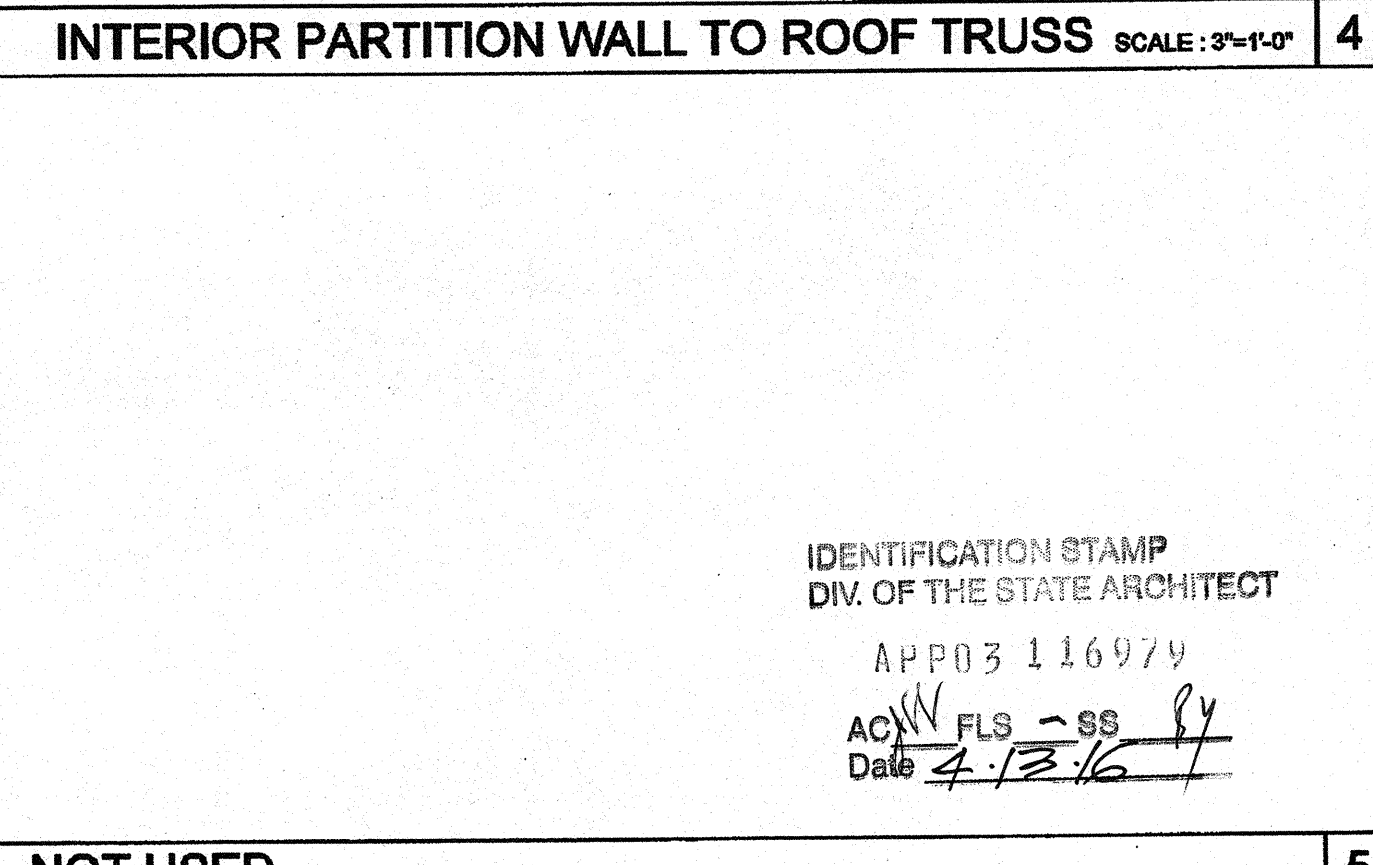 INTERIOR PARTITION WALL TO ROOF TRUSS SCALE : 3"=1'-0" 4
IDENTIFICATION STAMP
DIV. OF THE STATE ARCHITECT
APP03 116979
AC FLS - SS
Date 4.13.16
NOT USED 5